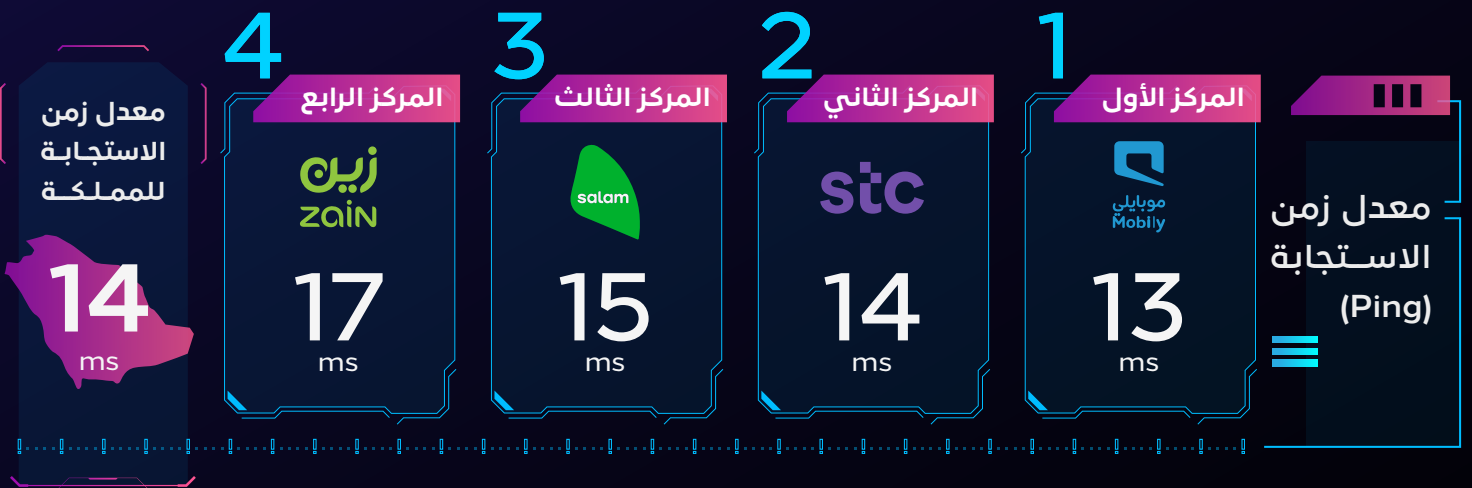 معدل زمن
الاستجابة
(Ping)
1
المركز الأول
موبايلي
Mobily
13
ms
2
المركز الثاني
stc
14
ms
3
المركز الثالث
salam
15
ms
4
المركز الرابع
زين
zain
17
ms
معدل زمن
الاستجابة
للمملكة
14
ms